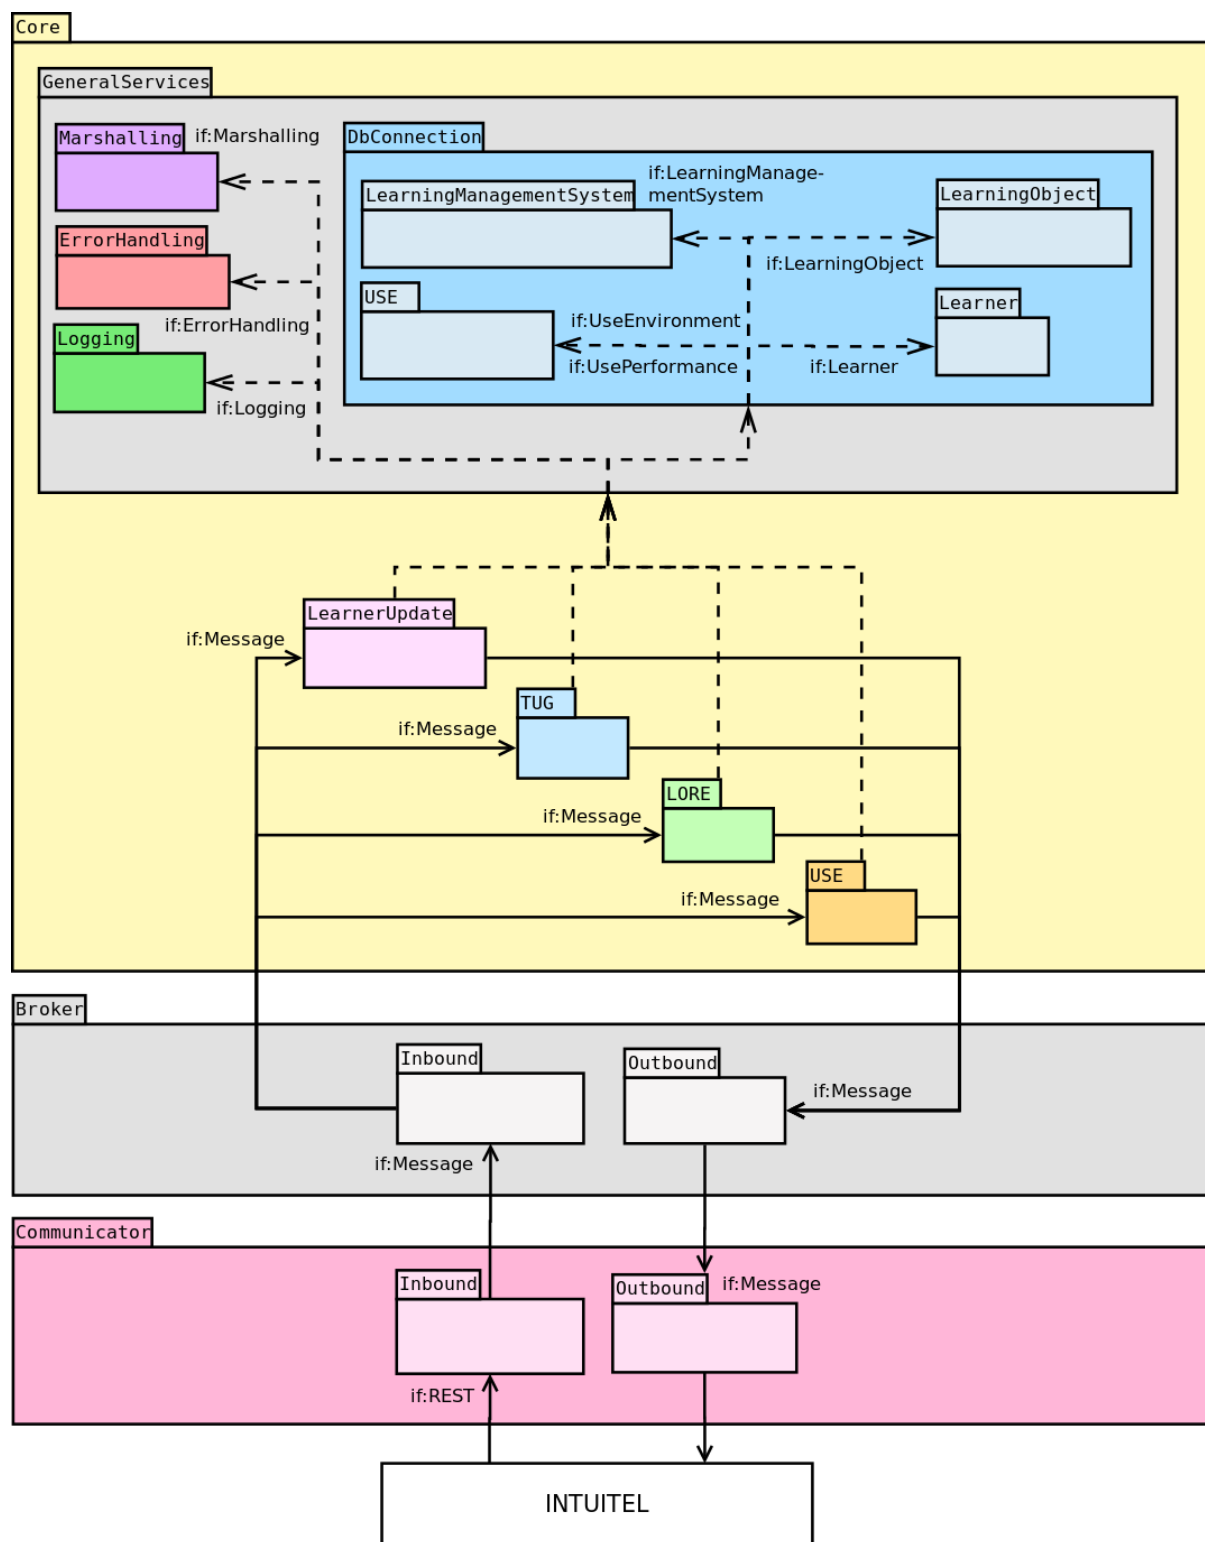 Core
GeneralServices
Marshalling
if:Marshalling
DbConnection
if:LearningManage-
mentSystem
LearningManagementSystem
LearningObject
ErrorHandling
if:LearningObject
USE
Learner
if:ErrorHandling
if:UseEnvironment
Logging
if:UsePerformance
if:Learner
if:Logging
LearnerUpdate
if:Message
TUG
if:Message
LORE
if:Message
USE
if:Message
Broker
Inbound
Outbound
if:Message
if:Message
Communicator
Inbound
Outbound
if:Message
if:REST
INTUITEL